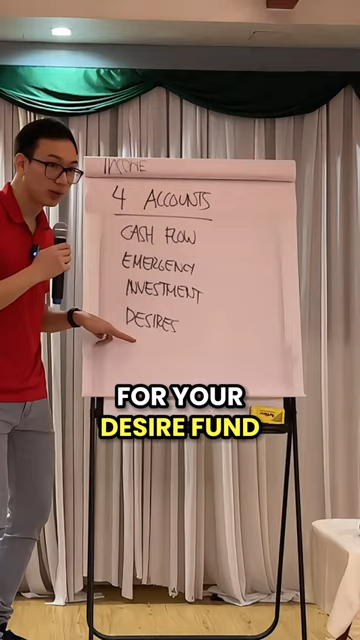 INCOME
4 ACCOUNTS
CASH FLOW
EMERGENCY
INVESTMENT
DESIRES
FOR YOUR
DESIRE FUND